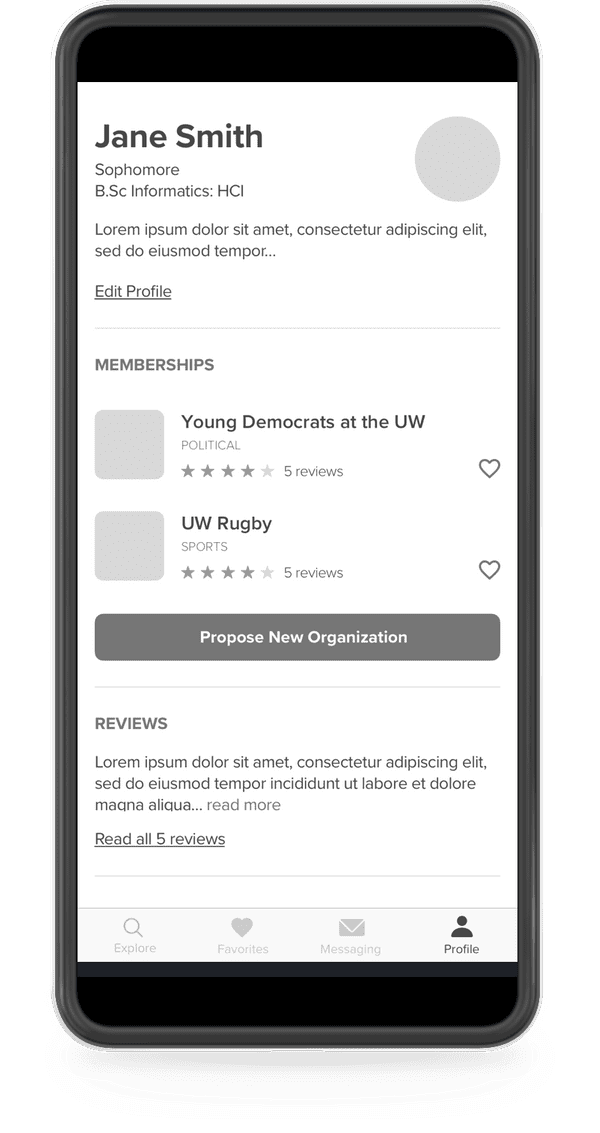 Jane Smith
Sophomore
B.Sc Informatics: HCI
Lorem ipsum dolor sit amet, consectetur adipiscing elit,
sed do eiusmod tempor...
Edit Profile
MEMBERSHIPS
Young Democrats at the UW
POLITICAL
5 reviews
UW Rugby
SPORTS
5 reviews
Propose New Organization
REVIEWS
Lorem ipsum dolor sit amet, consectetur adipiscing elit,
sed do eiusmod tempor incididunt ut labore et dolore
magna aliqua... read more
Read all 5 reviews
Explore Favorites Messaging Profile